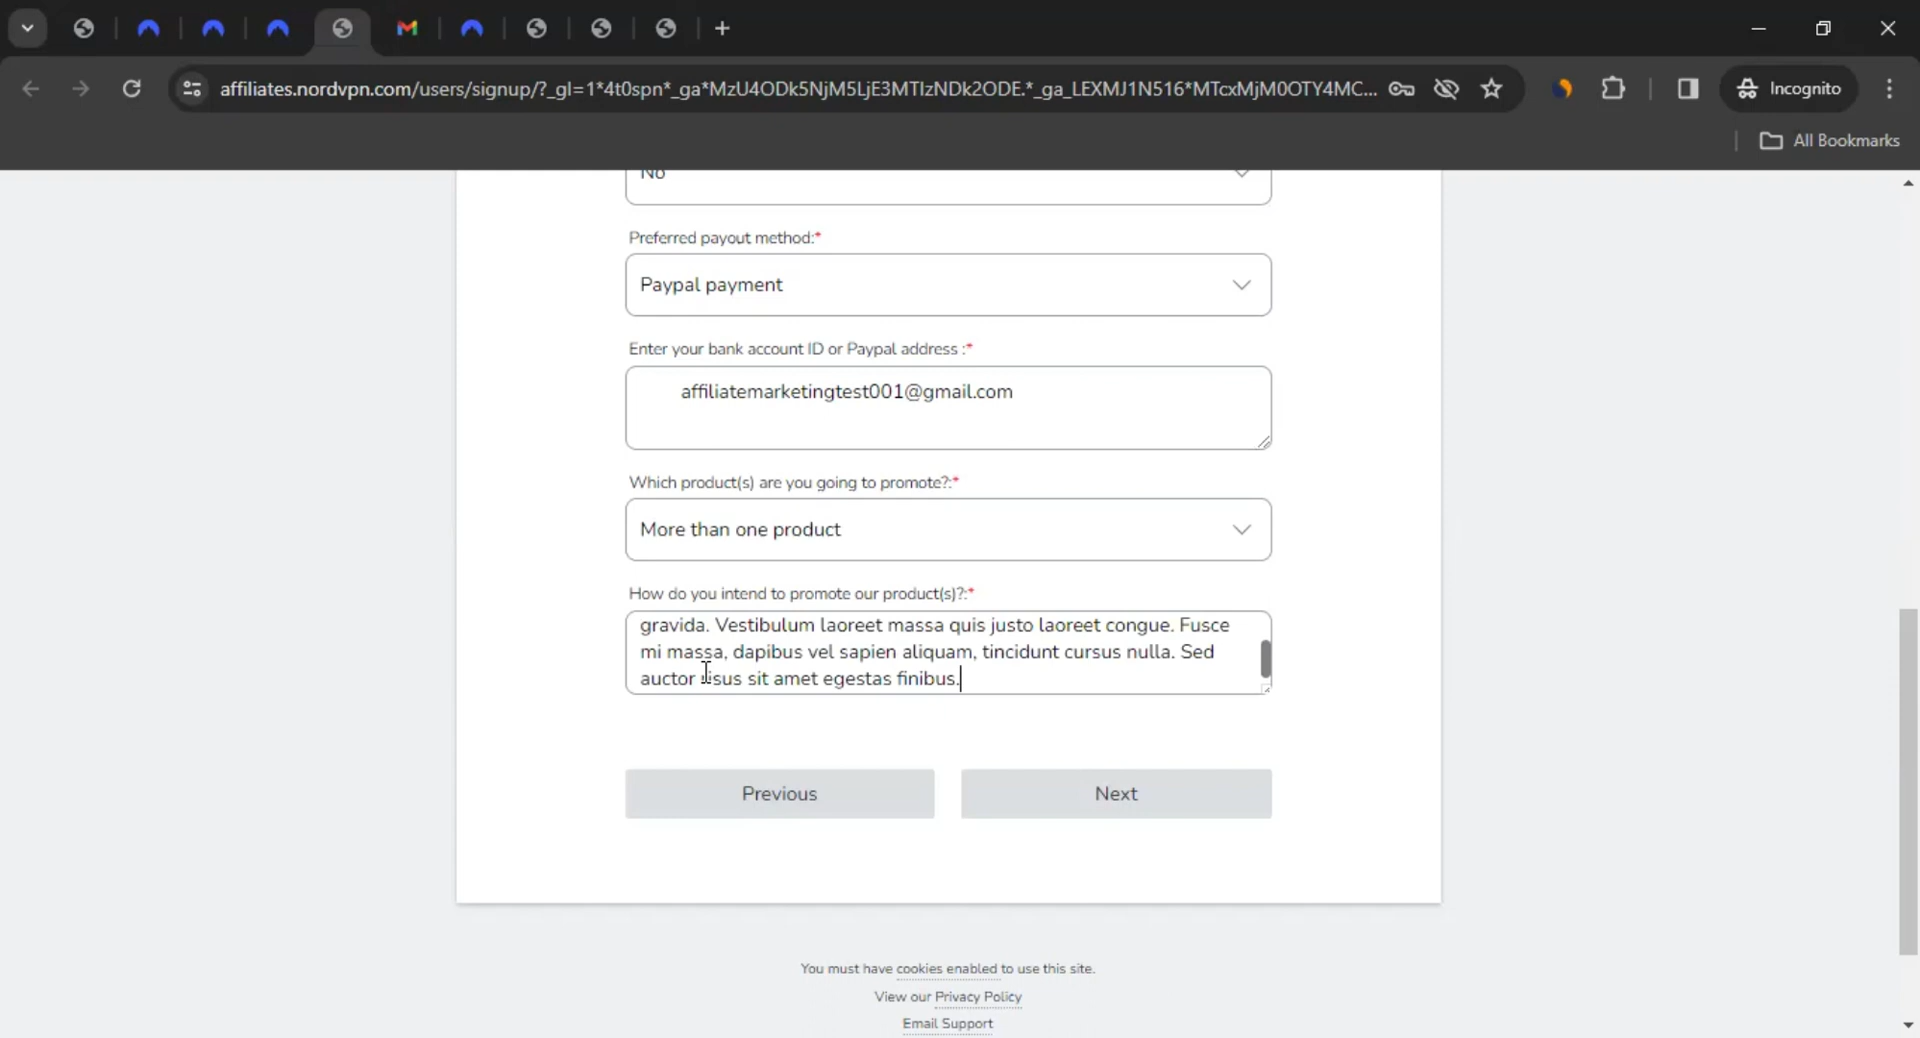 affiliates.nordvpn.com/users/signup/?_gl=1*4t0spn*_ga*MzU4ODk5NjM5LjE3MTIzNDk2ODE.*_ga_LEXMJ1N516*MTcxMjM0OTY4MC...
Incognito
All Bookmarks
No
Preferred payout method:*
Paypal payment
Enter your bank account ID or Paypal address :*
affiliatemarketingtest001@gmail.com
Which product(s) are you going to promote?:*
More than one product
How do you intend to promote our product(s)?:*
gravida. Vestibulum laoreet massa quis justo laoreet congue. Fusce
mi massa, dapibus vel sapien aliquam, tincidunt cursus nulla. Sed
auctor risus sit amet egestas finibus.
Previous
Next
You must have cookies enabled to use this site.
View our Privacy Policy
Email Support